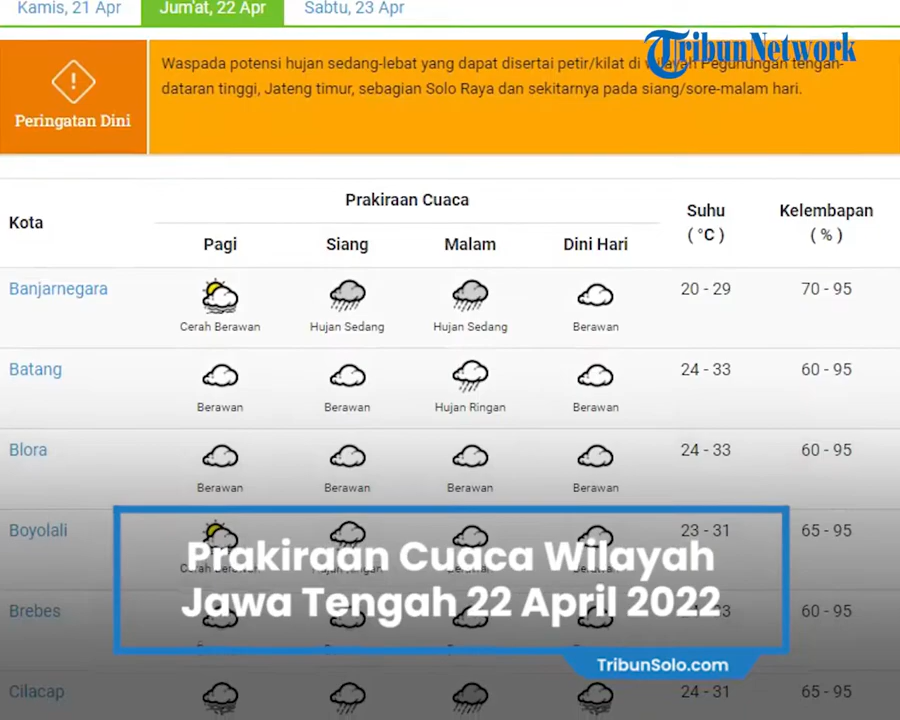 Kamis, 21 Apr Jum'at, 22 Apr Sabtu, 23 Apr
Tribun Network
Waspada potensi hujan sedang-lebat yang dapat disertai petir/kilat di wilayah Pegunungan tengah-
dataran tinggi, Jateng timur, sebagian Solo Raya dan sekitarnya pada siang/sore-malam hari.
Peringatan Dini
Kota Prakiraan Cuaca Suhu Kelembapan
( °C ) ( % )
Pagi Siang Malam Dini Hari
Banjarnegara 20 - 29 70 - 95
Cerah Berawan Hujan Sedang Hujan Sedang Berawan
Batang 24 - 33 60 - 95
Berawan Berawan Hujan Ringan Berawan
Blora 24 - 33 60 - 95
Berawan Berawan Berawan Berawan
Boyolali 23 - 31 65 - 95
Prakiraan Cuaca Wilayah
Jawa Tengah 22 April 2022
Brebes 60 - 95
TribunSolo.com
Cilacap 24 - 31 65 - 95